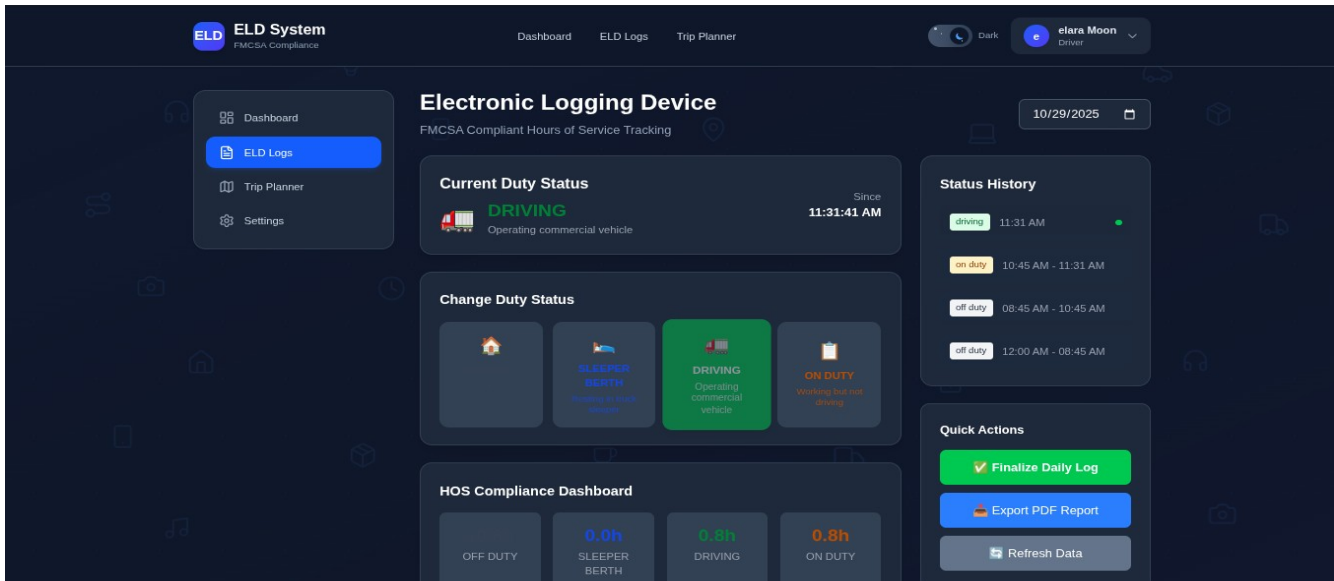 ELD
ELD System
FMCSA Compliance
Dashboard
ELD Logs
Trip Planner
Dark
e
elara Moon
Driver
Dashboard
ELD Logs
Trip Planner
Settings
Electronic Logging Device
FMCSA Compliant Hours of Service Tracking
10/29/2025
Current Duty Status
DRIVING
Operating commercial vehicle
Since
11:31:41 AM
Change Duty Status
SLEEPER
BERTH
DRIVING
Operating
commercial
vehicle
ON DUTY
Working but not
driving
HOS Compliance Dashboard
OFF DUTY
0.0h
SLEEPER
BERTH
0.8h
DRIVING
0.8h
ON DUTY
Status History
driving 11:31 AM
on duty 10:45 AM - 11:31 AM
off duty 08:45 AM - 10:45 AM
off duty 12:00 AM - 08:45 AM
Quick Actions
Finalize Daily Log
Export PDF Report
Refresh Data